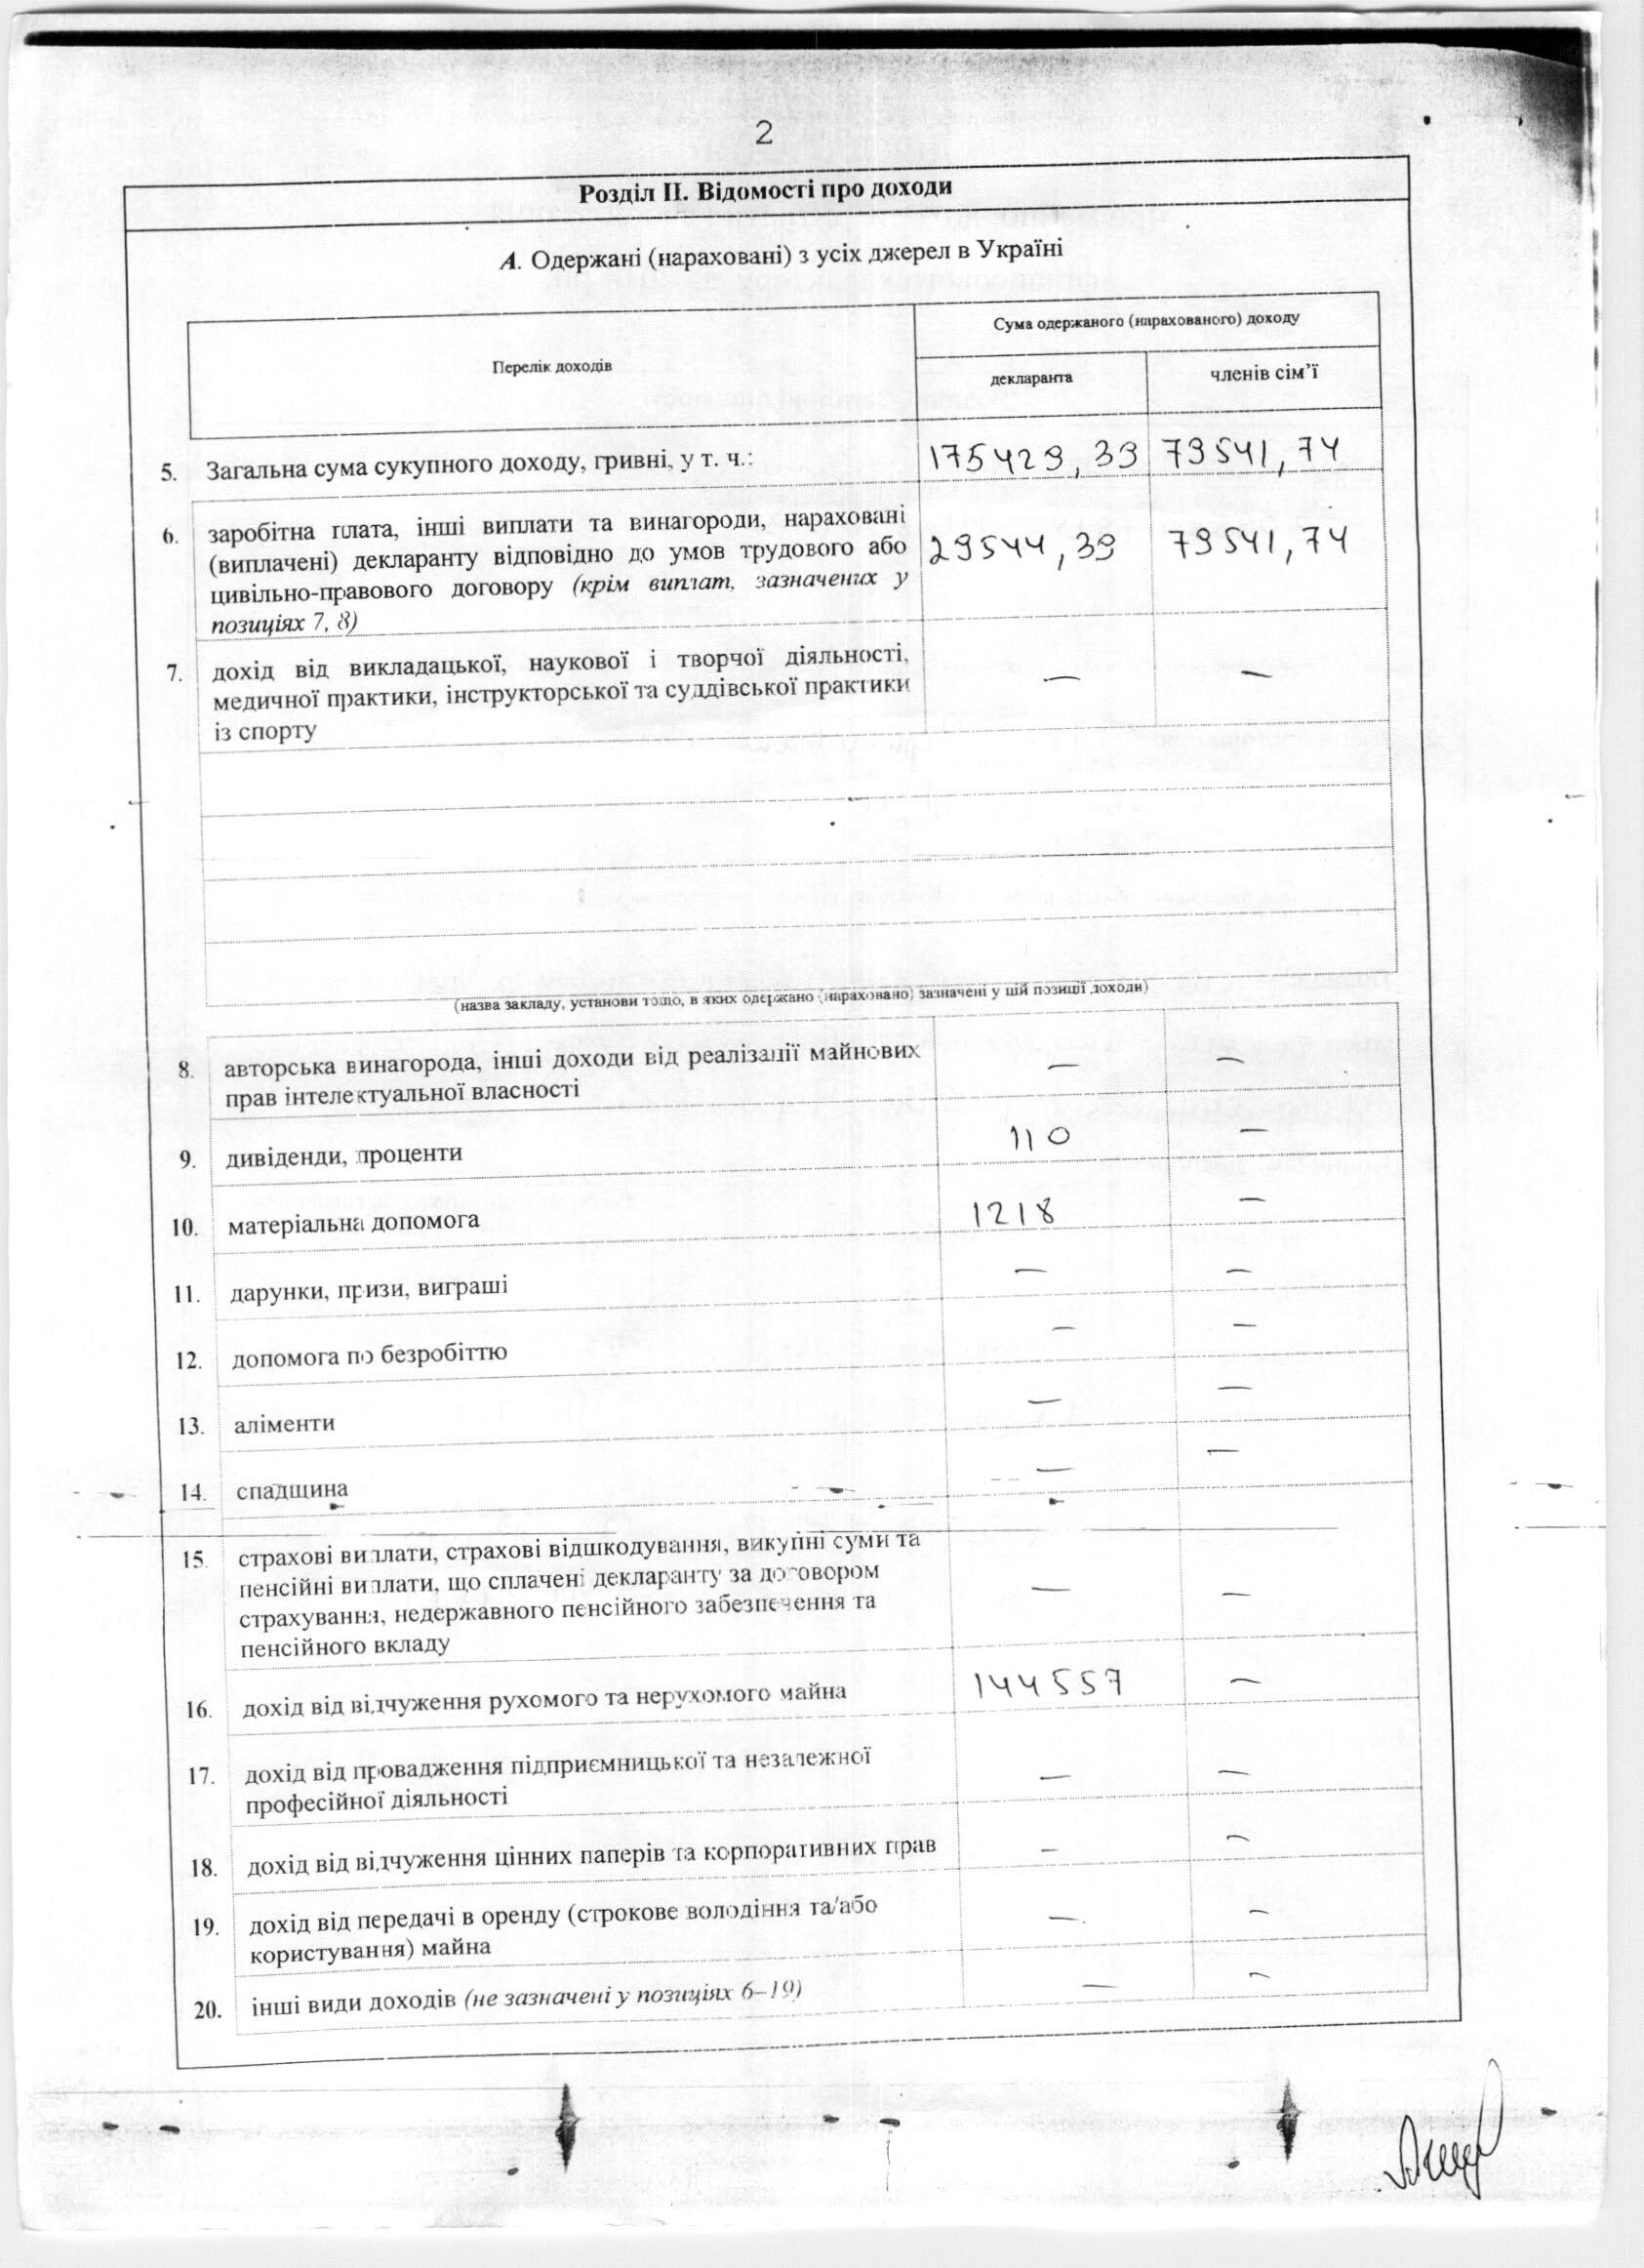 2
Розділ II. Відомості про доходи
А. Одержані (нараховані) з усіх джерел в Україні
Перелік доходів
Сума одержаного (нарахованого) доходу
декларанта
членів сім’ї
5. Загальна сума сукупного доходу, гривні, у т. ч.: 175429,39 79541,74
6. заробітна плата, інші виплати та винагороди, нараховані
(виплачені) декларанту відповідно до умов трудового або 29544,39 79541,74
цивільно-правового договору (крім виплат, зазначених у
позиціях 7, 8)
7. дохід від викладацької, наукової і творчої діяльності,
медичної практики, інструкторської та суддівської практики — —
із спорту
(назва закладу, установи тощо, в яких одержано (нараховано) зазначені у цій позиції доходи)
8. авторська винагорода, інші доходи від реалізації майнових — —
прав інтелектуальної власності
9. дивіденди, проценти 110 —
10. матеріальна допомога 1218 —
11. дарунки, призи, виграші — —
12. допомога по безробіттю — —
13. аліменти — —
14. спадщина — —
15. страхові виплати, страхові відшкодування, викупні суми та
пенсійні виплати, що сплачені декларанту за договором
страхування, недержавного пенсійного забезпечення та — —
пенсійного вкладу
16. дохід від відчуження рухомого та нерухомого майна 144557 —
17. дохід від провадження підприємницької та незалежної — —
професійної діяльності
18. дохід від відчуження цінних паперів та корпоративних прав — —
19. дохід від передачі в оренду (строкове володіння та/або — —
користування) майна
20. інші види доходів (не зазначені у позиціях 6–19) — —